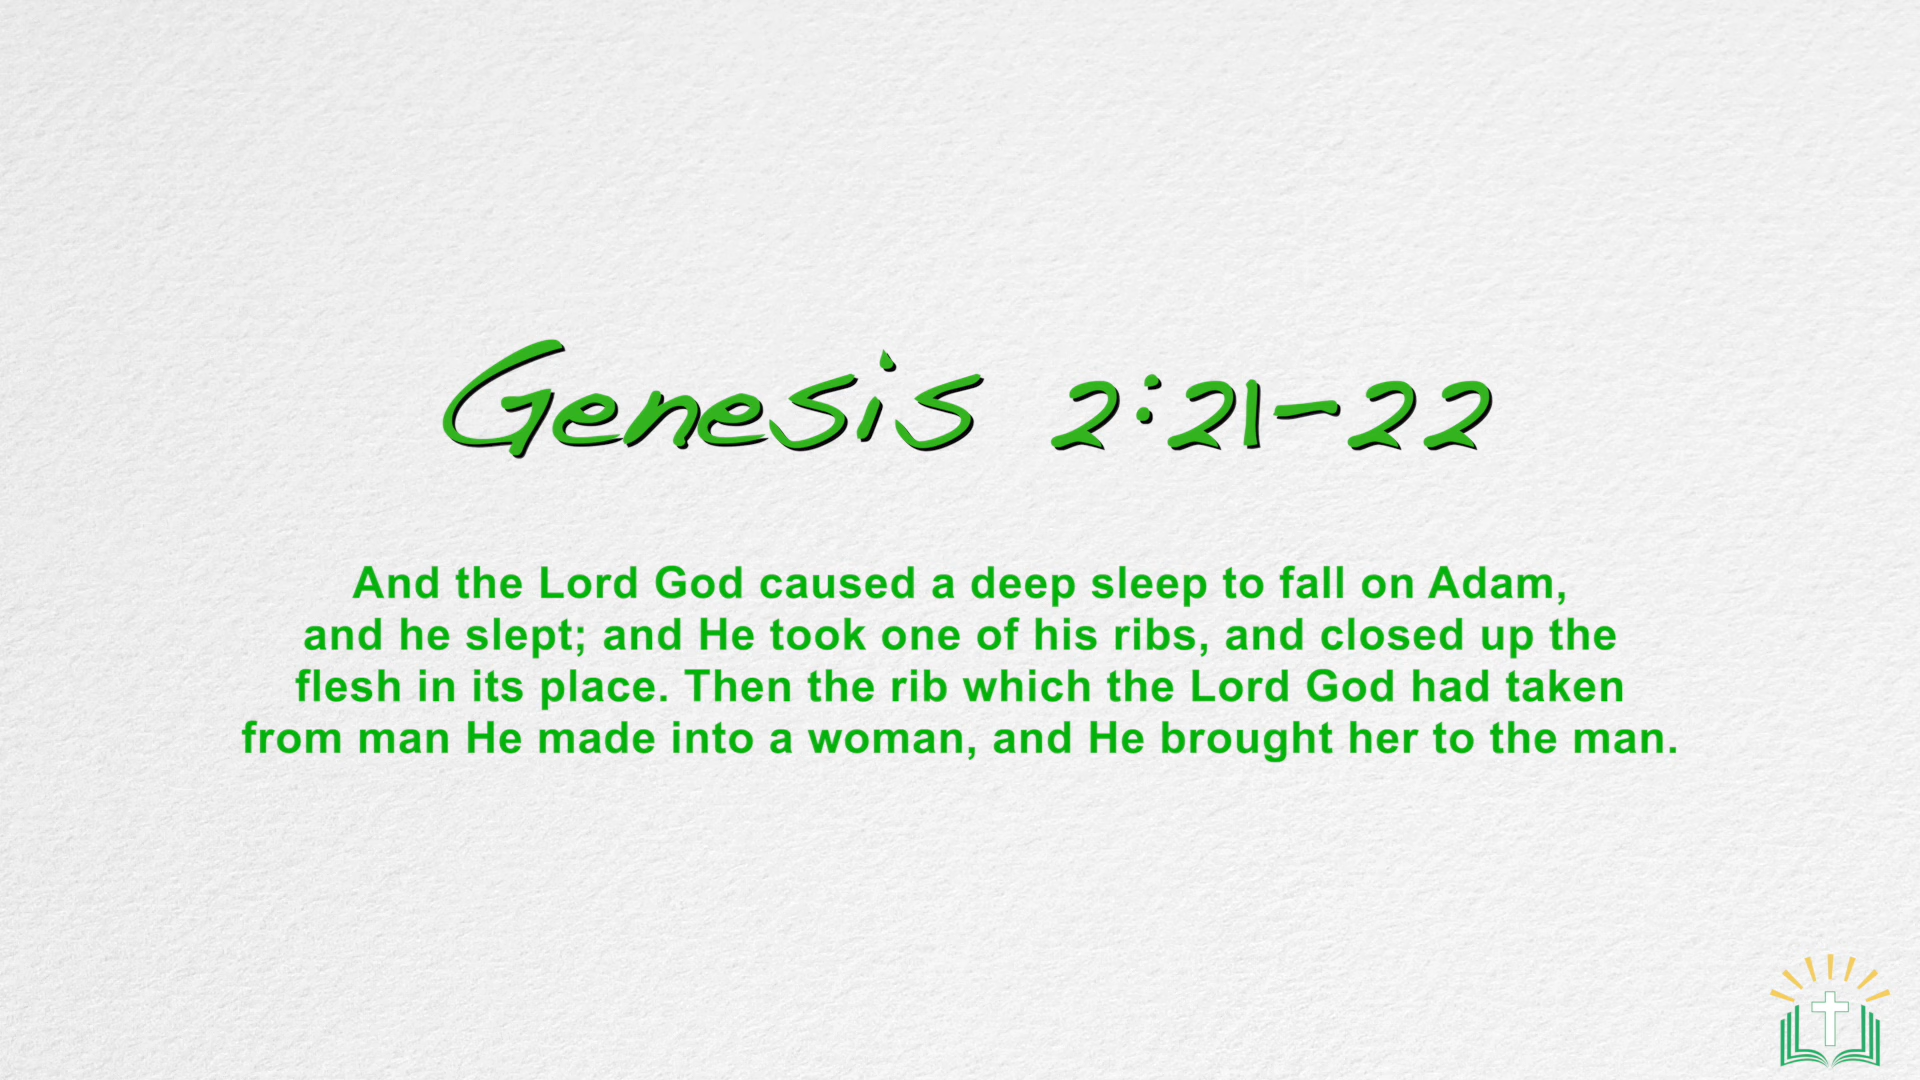 Genesis 2:21-22
And the Lord God caused a deep sleep to fall on Adam,
and he slept; and He took one of his ribs, and closed up the
flesh in its place. Then the rib which the Lord God had taken
from man He made into a woman, and He brought her to the man.